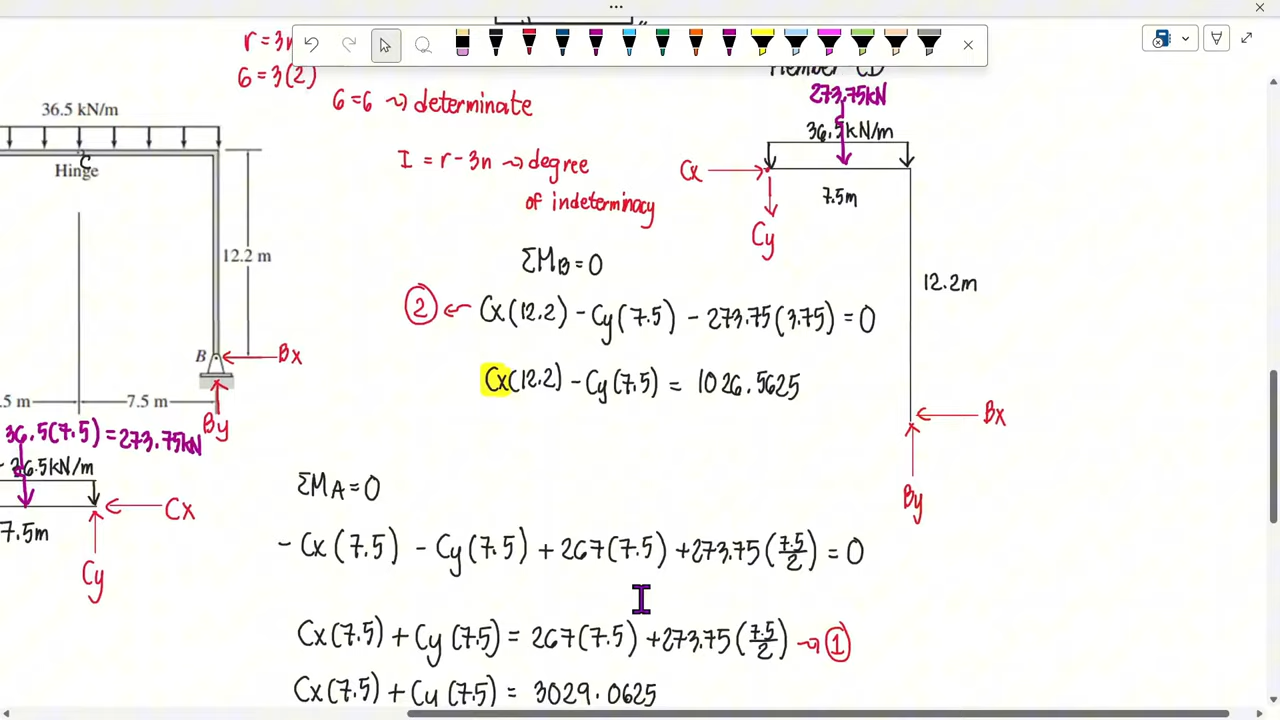 r = 3n
6 = 3(2)
6 = 6 ⤳ determinate
I = r - 3n ⤳ degree
of indeterminacy
36.5 kN/m
C
Hinge
12.2 m
B
Bx
.5 m
7.5 m
By
36.5(7.5) = 273.75kN
36.5kN/m
Cx
7.5m
Cy
Member CD
273.75kN
36.5kN/m
Cx
7.5m
Cy
12.2m
Bx
By
ΣMB = 0
② ← Cx(12.2) - Cy(7.5) - 273.75(3.75) = 0
Cx(12.2) - Cy(7.5) = 1026.5625
ΣMA = 0
- Cx(7.5) - Cy(7.5) + 267(7.5) + 273.75(7.5/2) = 0
Cx(7.5) + Cy(7.5) = 267(7.5) + 273.75(7.5/2) ⤳ ①
Cx(7.5) + Cy(7.5) = 3029.0625